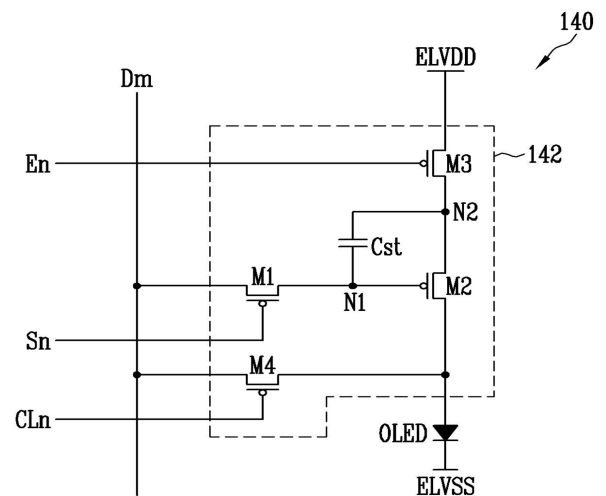 140
ELVDD
Dm
En
M3
142
N2
Cst
M1
N1
M2
Sn
M4
CLn
OLED
ELVSS